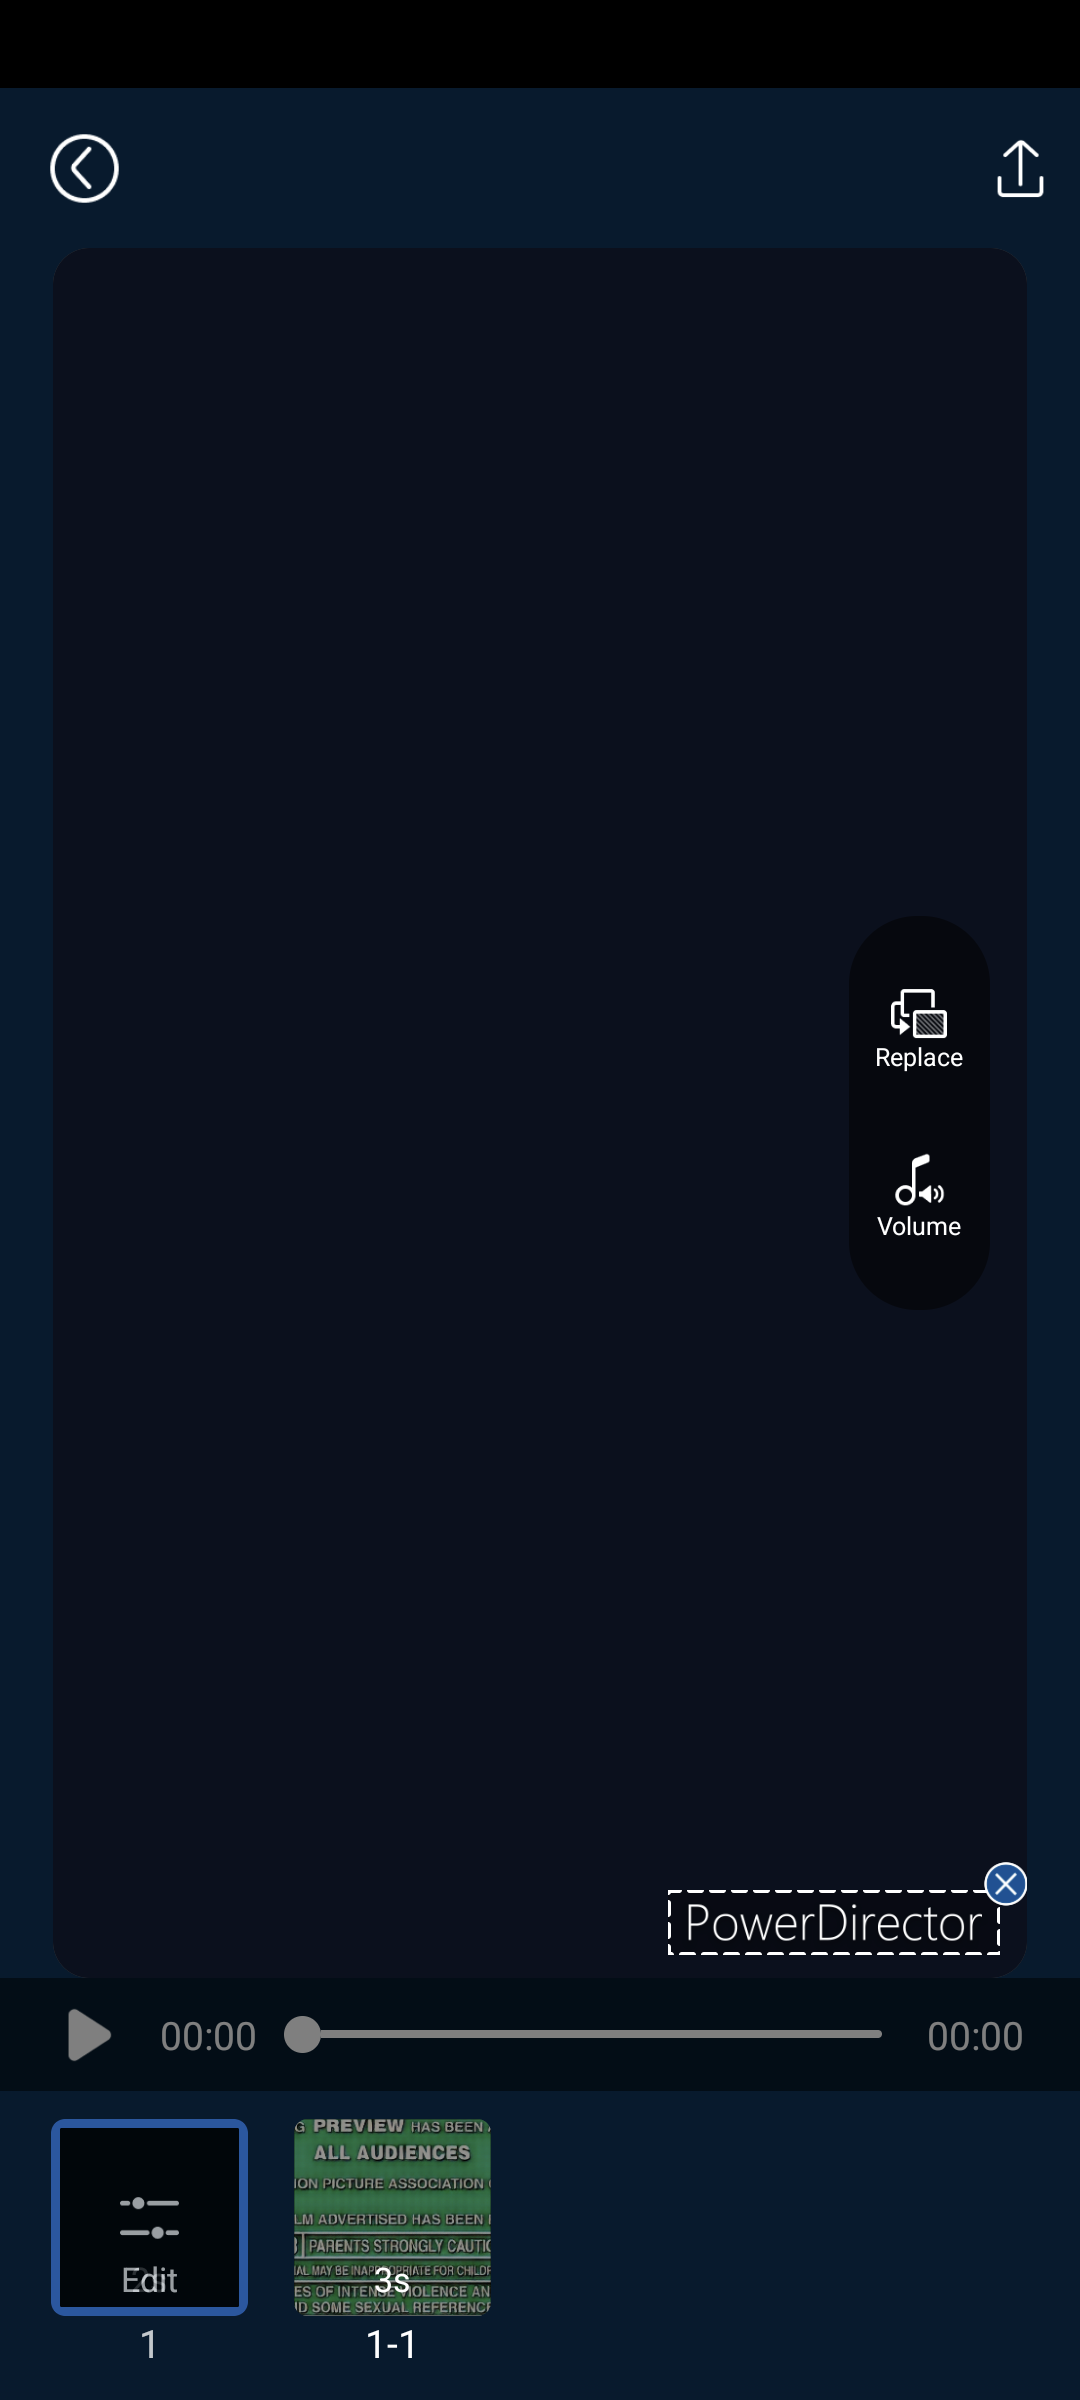 Replace
Volume
PowerDirector
00:00
00:00
Edit
1
G PREVIEW HAS BEEN
ALL AUDIENCES
ION PICTURE ASSOCIATION
LM ADVERTISED HAS BEEN
PARENTS STRONGLY CAUTIO
IAL MAY BE INAPPROPRIATE FOR CHILDR
3s
ES OF INTENSE VIOLENCE AN
D SOME SEXUAL REFERENC
1-1